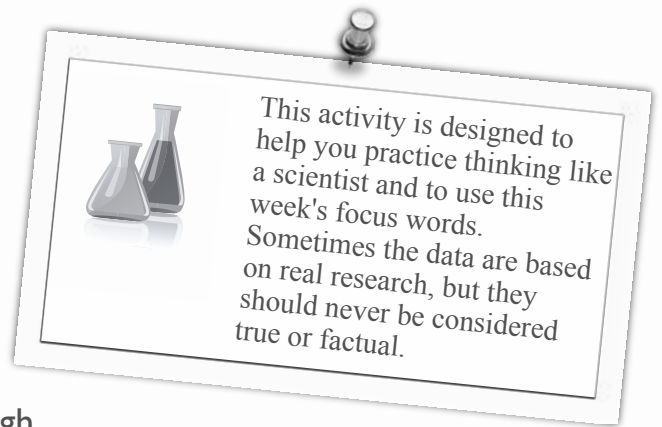 This activity is designed to
help you practice thinking like
a scientist and to use this
week's focus words.
Sometimes the data are based
on real research, but they
should never be considered
true or factual.